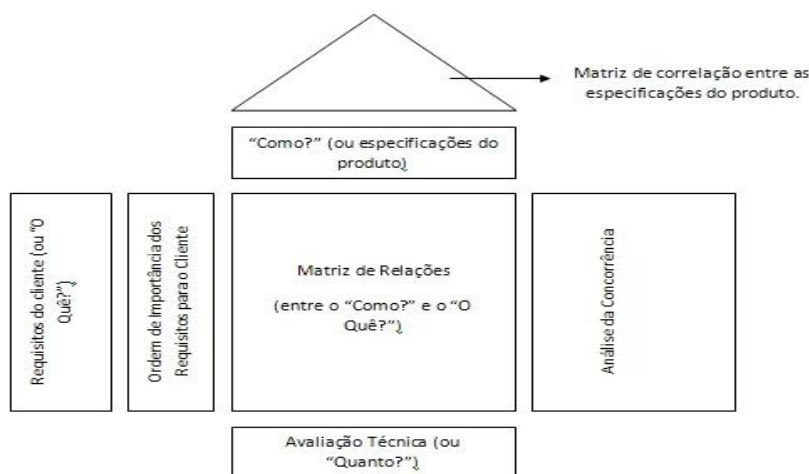 Matriz de correlação entre as
especificações do produto.
"Como?" (ou especificações do
produto)
Requisitos do cliente (ou "O
Quê?")
Ordem de Importância dos
Requisitos para o Cliente
Matriz de Relações
(entre o "Como?" e o "O
Quê?")
Análise da Concorrência
Avaliação Técnica (ou
"Quanto?")